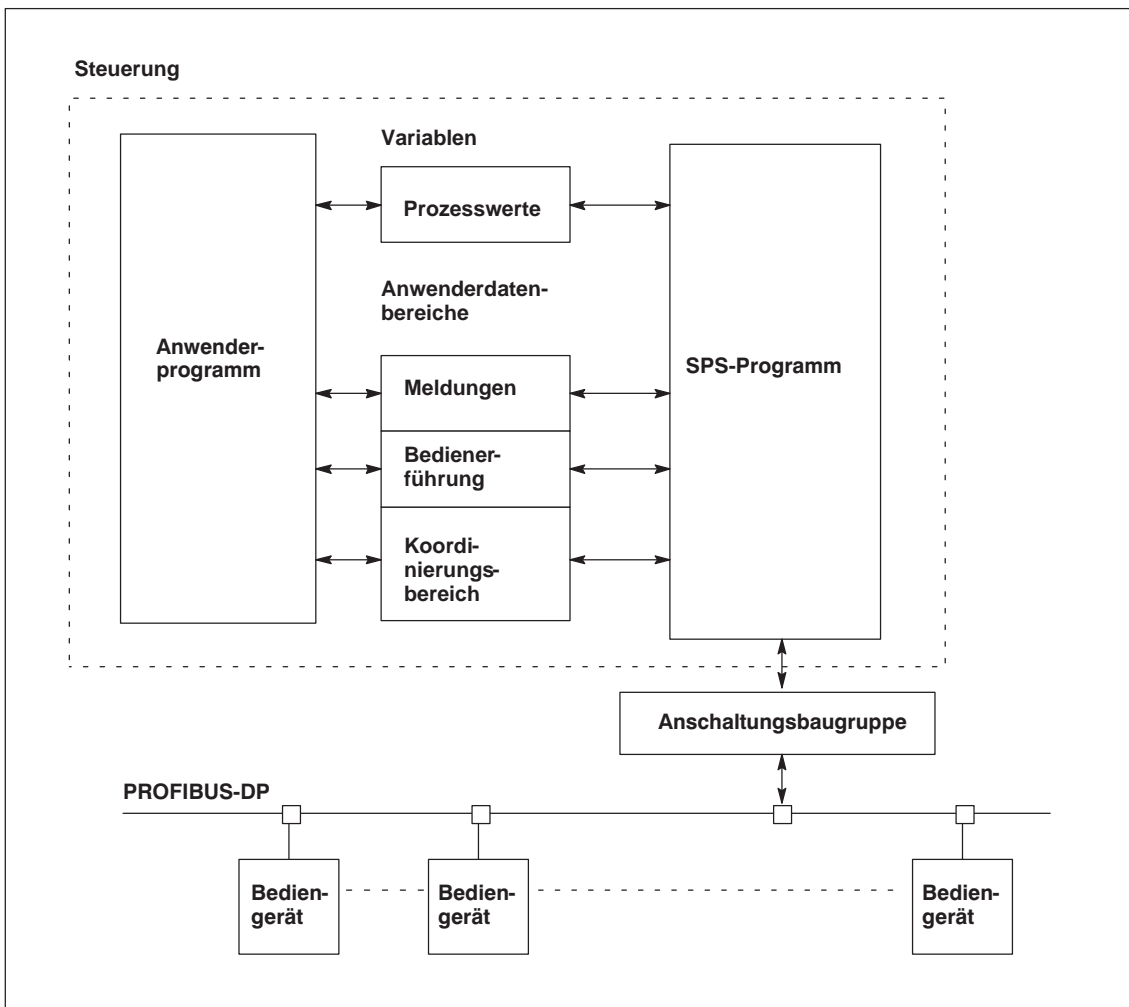 Steuerung
Variablen
Prozesswerte
Anwenderdaten-
bereiche
Anwender-
programm
SPS-Programm
Meldungen
Bediener-
führung
Koordi-
nierungs-
bereich
Anschaltungsbaugruppe
PROFIBUS-DP
Bedien-
gerät
Bedien-
gerät
Bedien-
gerät